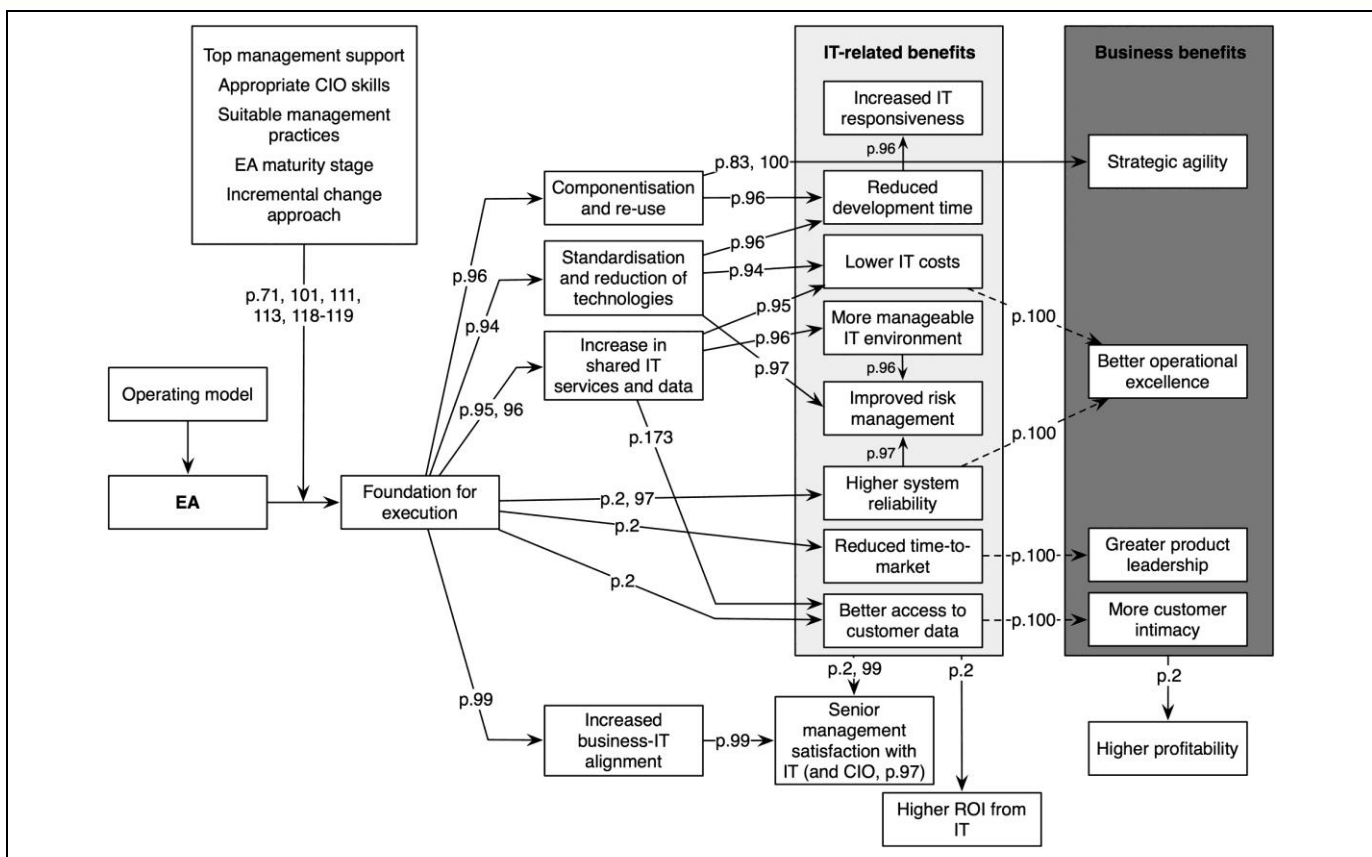 Top management support
Appropriate CIO skills
Suitable management
practices
EA maturity stage
Incremental change
approach
p.71, 101, 111,
113, 118-119
Operating model
EA
Foundation for
execution
p.96
p.94
p.95, 96
p.2, 97
p.2
p.2
p.99
Componentisation
and re-use
Standardisation
and reduction of
technologies
Increase in
shared IT
services and data
Increased
business-IT
alignment
p.83, 100
p.96
p.96
p.94
p.95
p.96
p.97
p.173
p.99
IT-related benefits
Increased IT
responsiveness
p.96
Reduced
development time
Lower IT costs
More manageable
IT environment
p.96
Improved risk
management
p.97
Higher system
reliability
Reduced time-to-
market
Better access to
customer data
p.2, 99
p.2
Senior
management
satisfaction with
IT (and CIO, p.97)
Higher ROI from
IT
p.100
p.100
p.100
p.100
Business benefits
Strategic agility
Better operational
excellence
Greater product
leadership
More customer
intimacy
p.2
Higher profitability